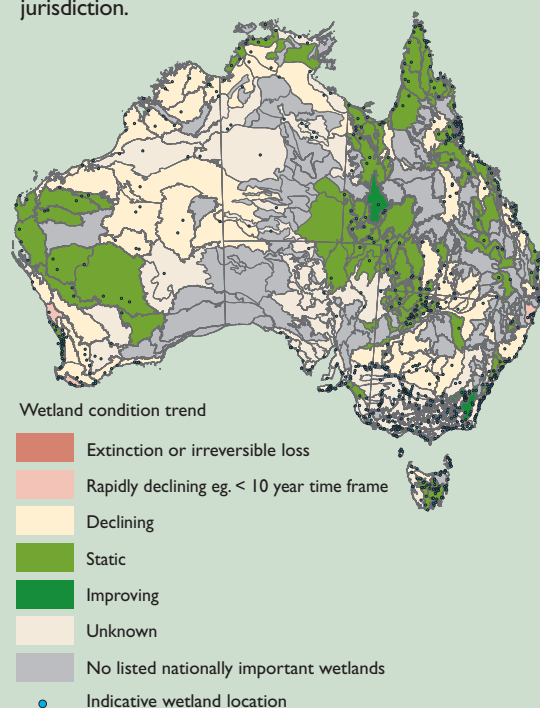 jurisdiction.
Wetland condition trend
Extinction or irreversible loss
Rapidly declining eg. < 10 year time frame
Declining
Static
Improving
Unknown
No listed nationally important wetlands
Indicative wetland location